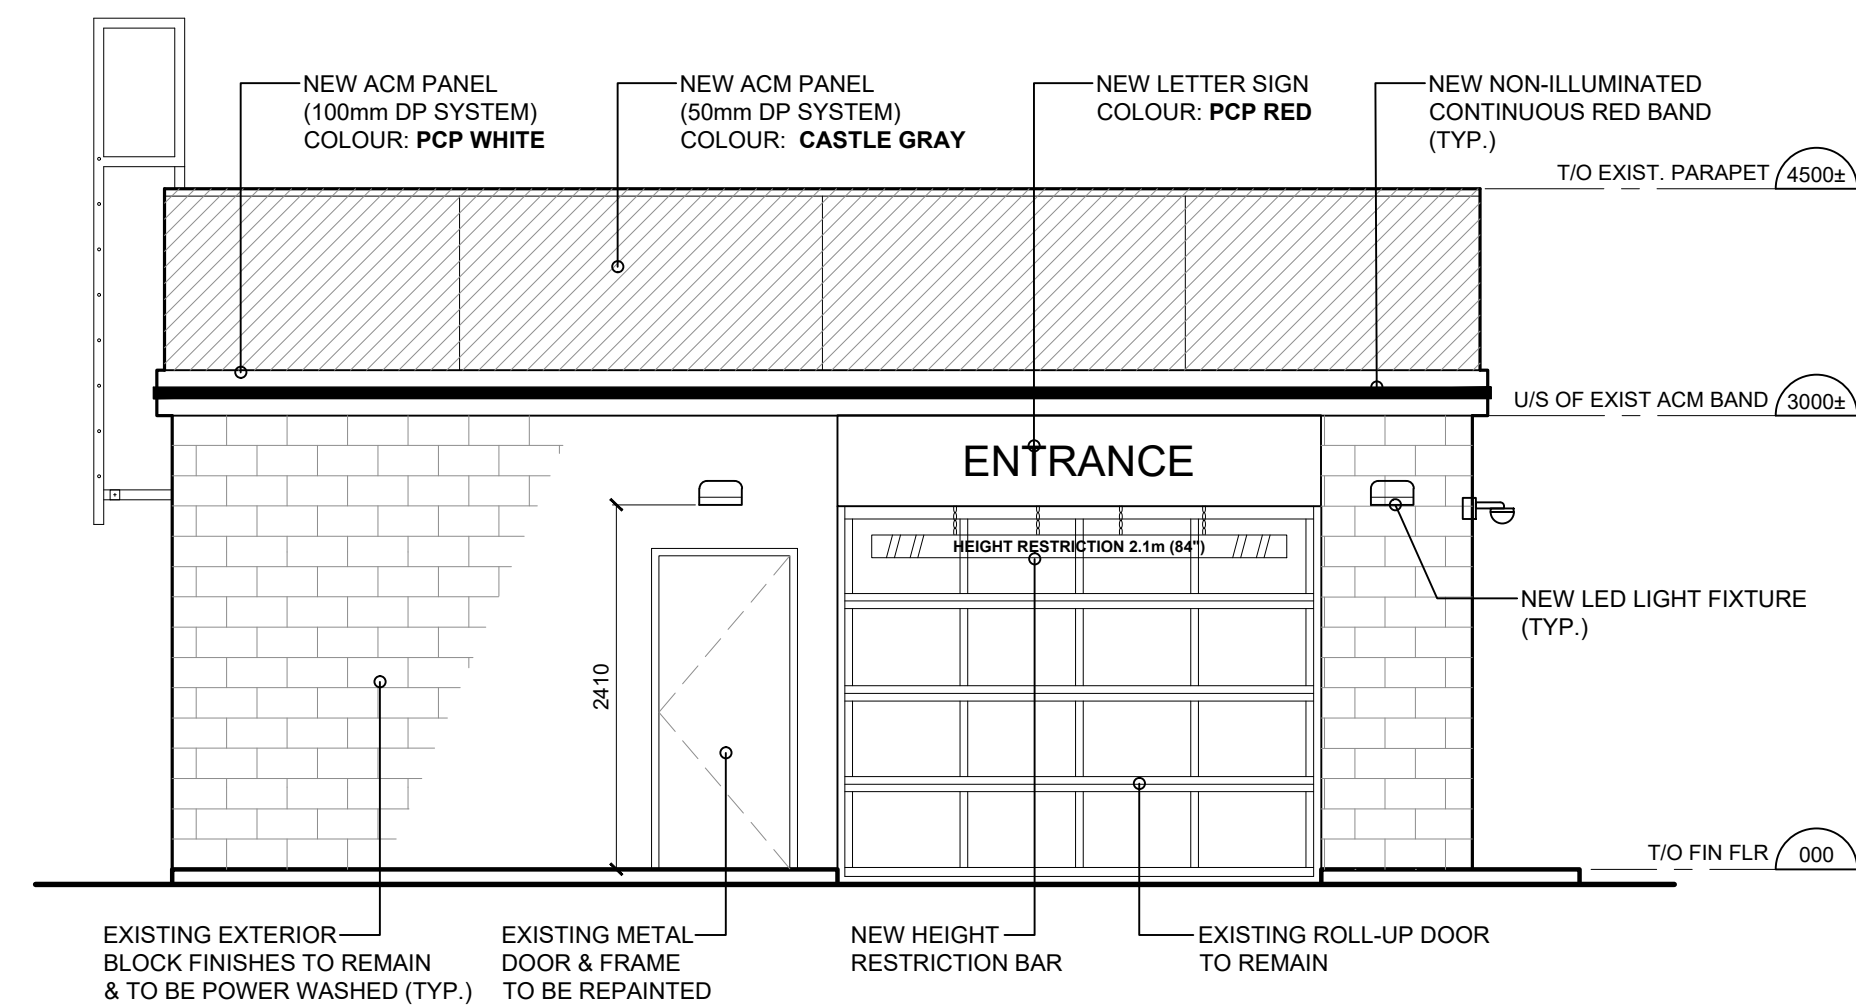 NEW ACM PANEL
(100mm DP SYSTEM)
COLOUR: PCP WHITE
NEW ACM PANEL
(50mm DP SYSTEM)
COLOUR: CASTLE GRAY
NEW LETTER SIGN
COLOUR: PCP RED
NEW NON-ILLUMINATED
CONTINUOUS RED BAND
(TYP.)
T/O EXIST. PARAPET 4500±
U/S OF EXIST ACM BAND 3000±
ENTRANCE
HEIGHT RESTRICTION 2.1m (84")
NEW LED LIGHT FIXTURE
(TYP.)
2410
T/O FIN FLR 000
EXISTING EXTERIOR
BLOCK FINISHES TO REMAIN
& TO BE POWER WASHED (TYP.)
EXISTING METAL
DOOR & FRAME
TO BE REPAINTED
NEW HEIGHT
RESTRICTION BAR
EXISTING ROLL-UP DOOR
TO REMAIN